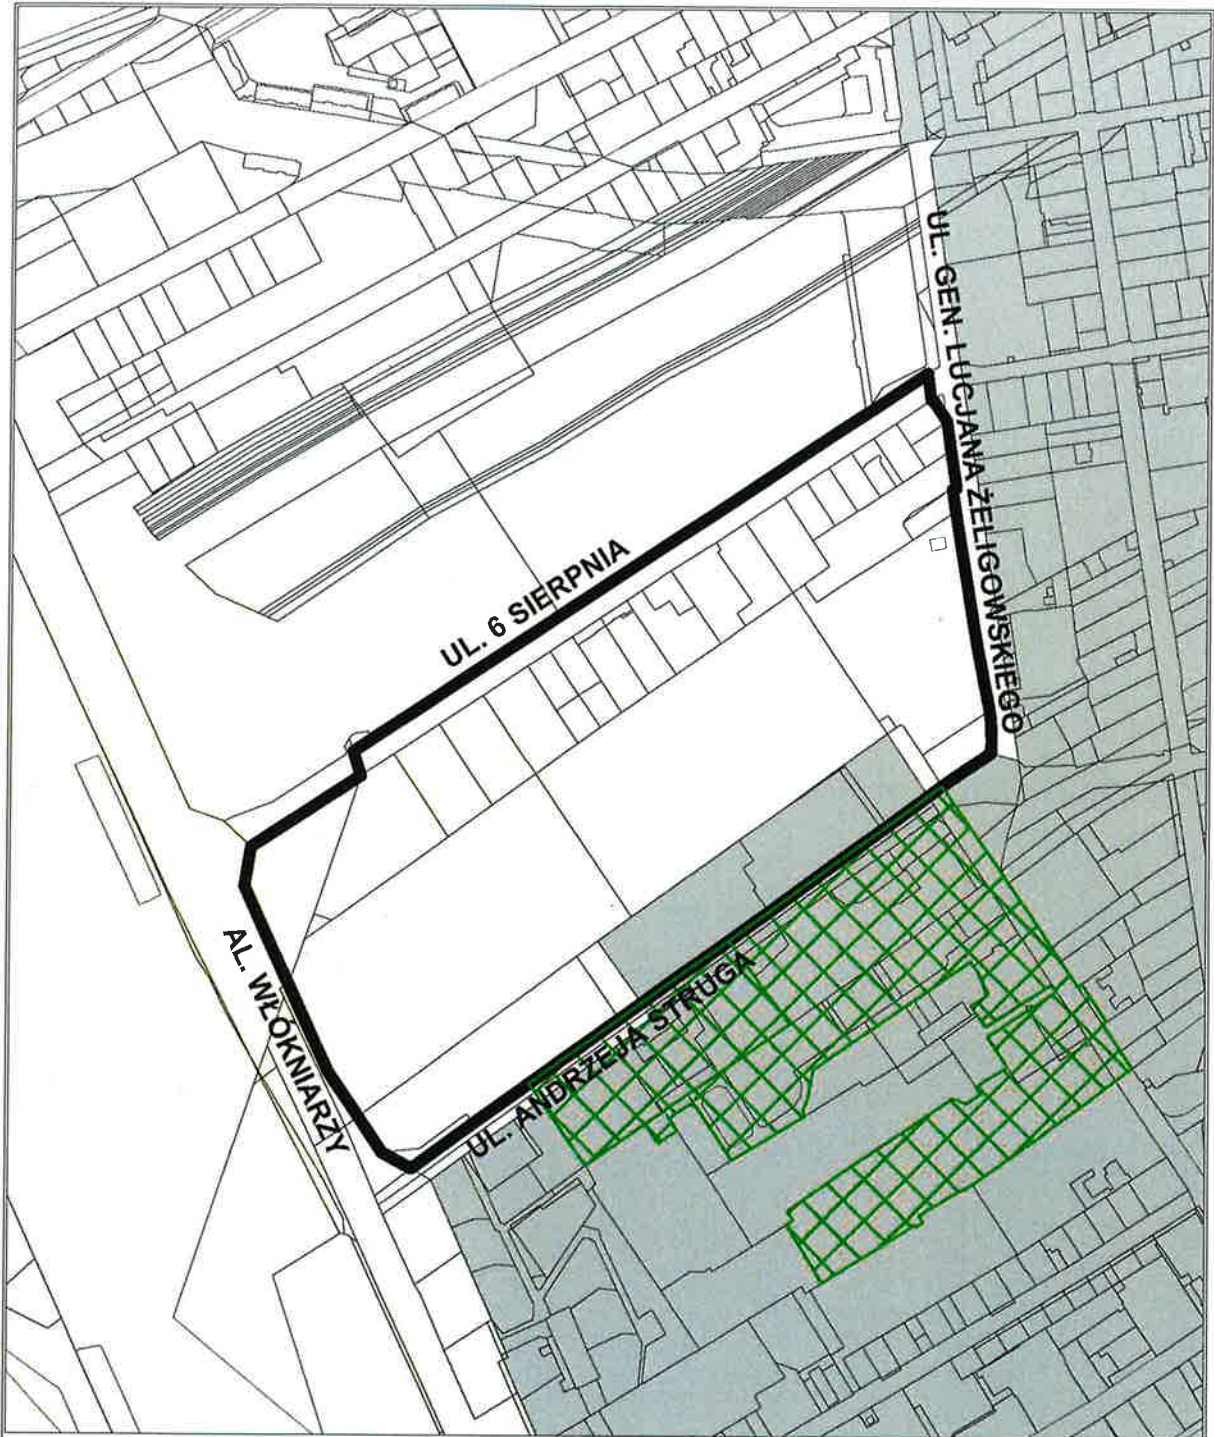 UL. GEN. LUCJANA ŻELIGOWSKIEGO
UL. 6 SIERPNIA
AL. WŁÓKNIARZY
UL. ANDRZEJA STRUGA